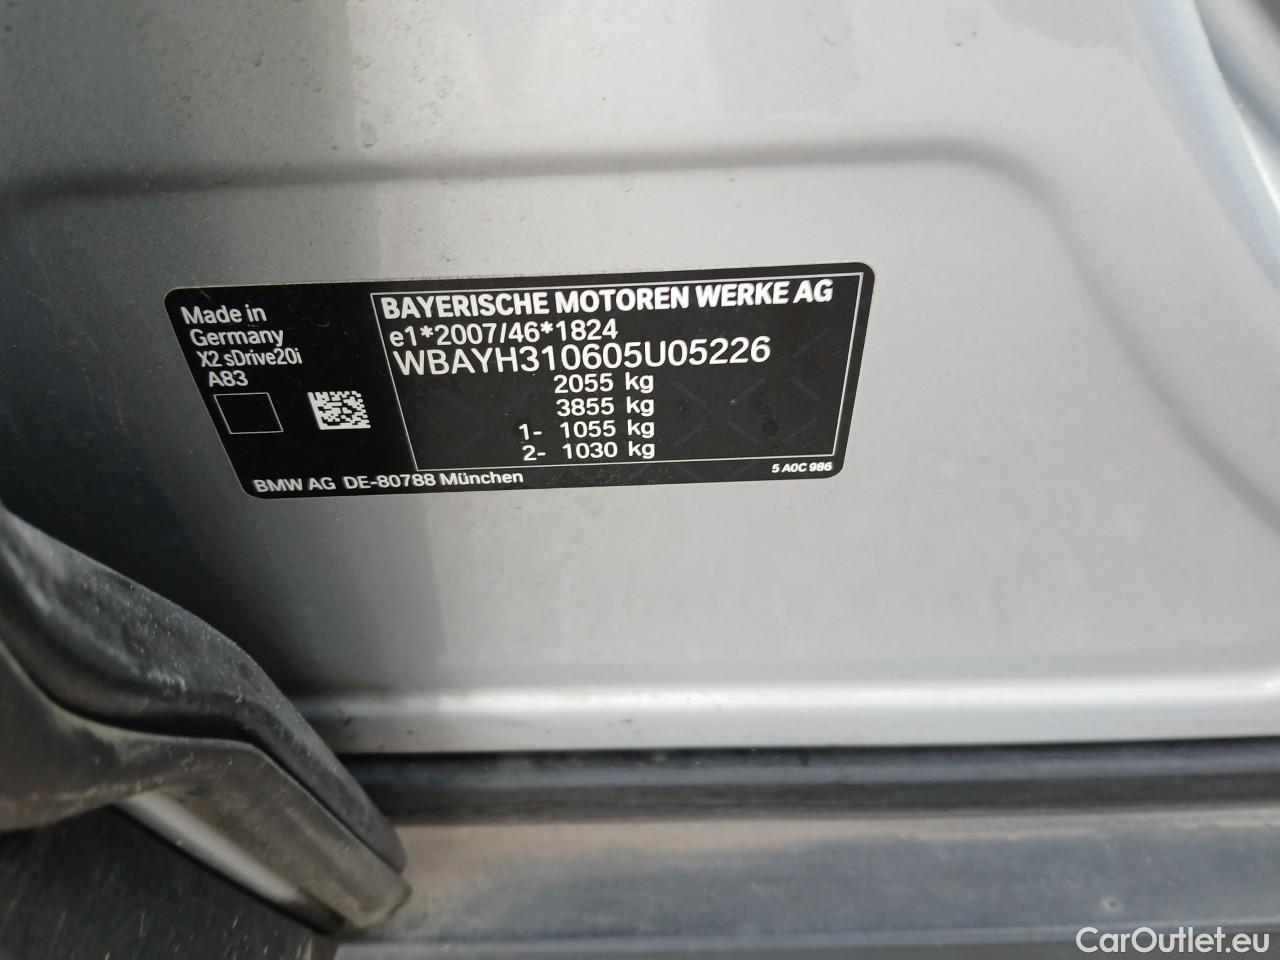 Made in
Germany
X2 sDrive20i
A83
BAYERISCHE MOTOREN WERKE AG
e1*2007/46*1824
WBAYH310605U05226
2055 kg
3855 kg
1- 1055 kg
2- 1030 kg
BMW AG DE-80788 München
5 A0C 986
CarOutlet.eu